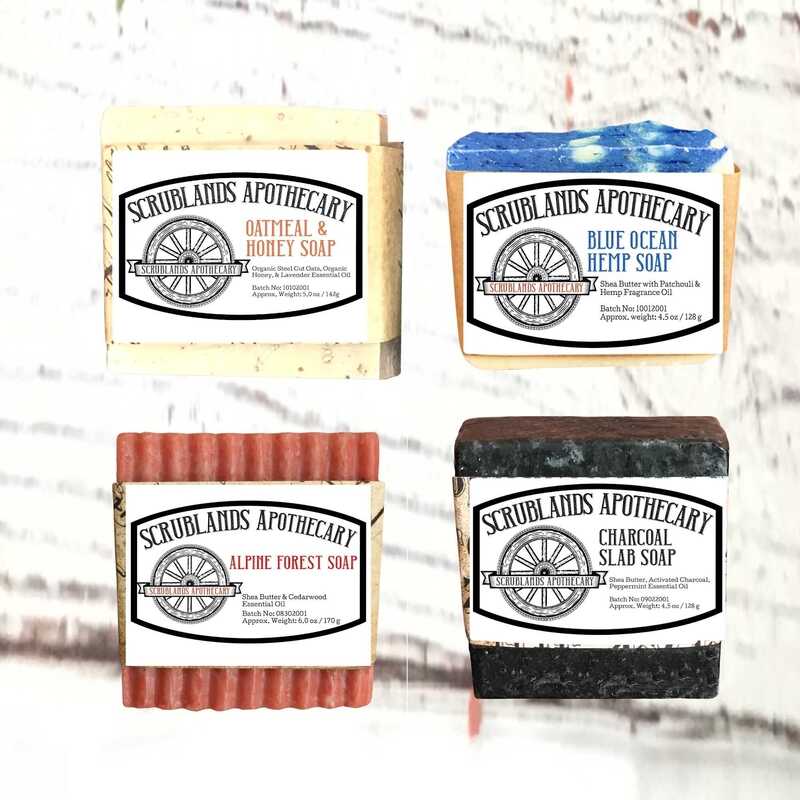 SCRUBLANDS APOTHECARY
OATMEAL &
HONEY SOAP
SCRUBLANDS APOTHECARY
Organic Steel Cut Oats, Organic
Honey, & Lavender Essential Oil
Batch No: 10102001
Approx. Weight: 5.0 oz / 142g
SCRUBLANDS APOTHECARY
BLUE OCEAN
HEMP SOAP
SCRUBLANDS APOTHECARY
Shea Butter with Patchouli &
Hemp Fragrance Oil
Batch No: 10012001
Approx. weight: 4.5 oz / 128 g
SCRUBLANDS APOTHECARY
ALPINE FOREST SOAP
SCRUBLANDS APOTHECARY
Shea Butter & Cedarwood
Essential Oil
Batch No: 08302001
Approx. Weight: 6.0 oz / 170 g
SCRUBLANDS APOTHECARY
CHARCOAL
SLAB SOAP
SCRUBLANDS APOTHECARY
Shea Butter, Activated Charcoal,
Peppermint Essential Oil
Batch No: 09022001
Approx. Weight: 4.5 oz / 128 g